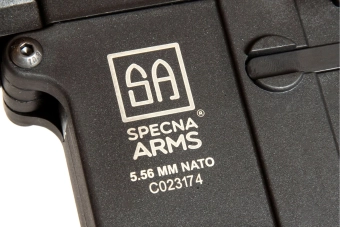 SA
SPECNA
ARMS®
5.56 MM NATO
C023174